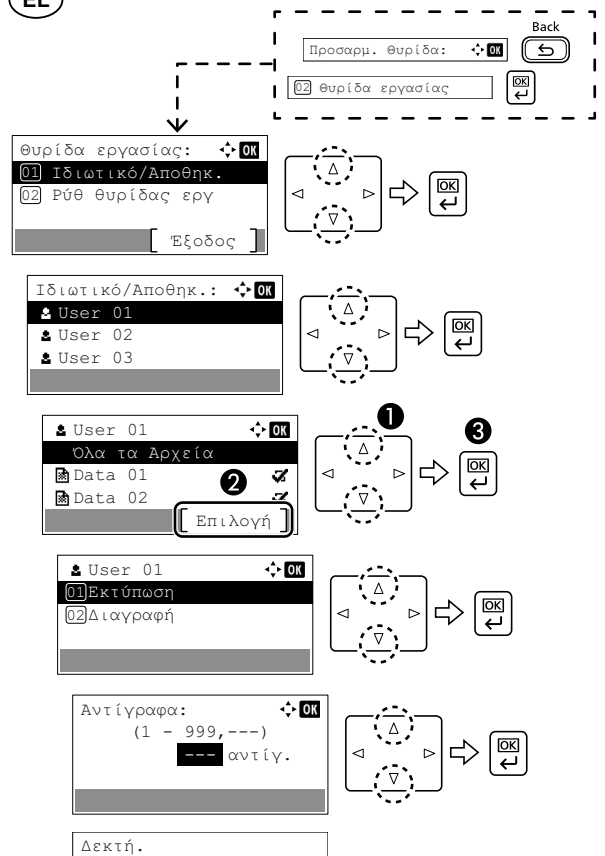 EL
Back
Προσαρμ. Θυρίδα: OK
02 Θυρίδα εργασίας OK
Θυρίδα εργασίας: OK
01 Ιδιωτικό/Αποθηκ.
02 Ρύθ θυρίδας εργ
[ Έξοδος ]
OK
Ιδιωτικό/Αποθηκ.: OK
User 01
User 02
User 03
OK
User 01 OK
Όλα τα Αρχεία
Data 01
Data 02
[ Επιλογή ]
1
2
3
OK
User 01 OK
01 Εκτύπωση
02 Διαγραφή
OK
Αντίγραφα: OK
(1 - 999,---)
--- αντίγ.
OK
Δεκτή.